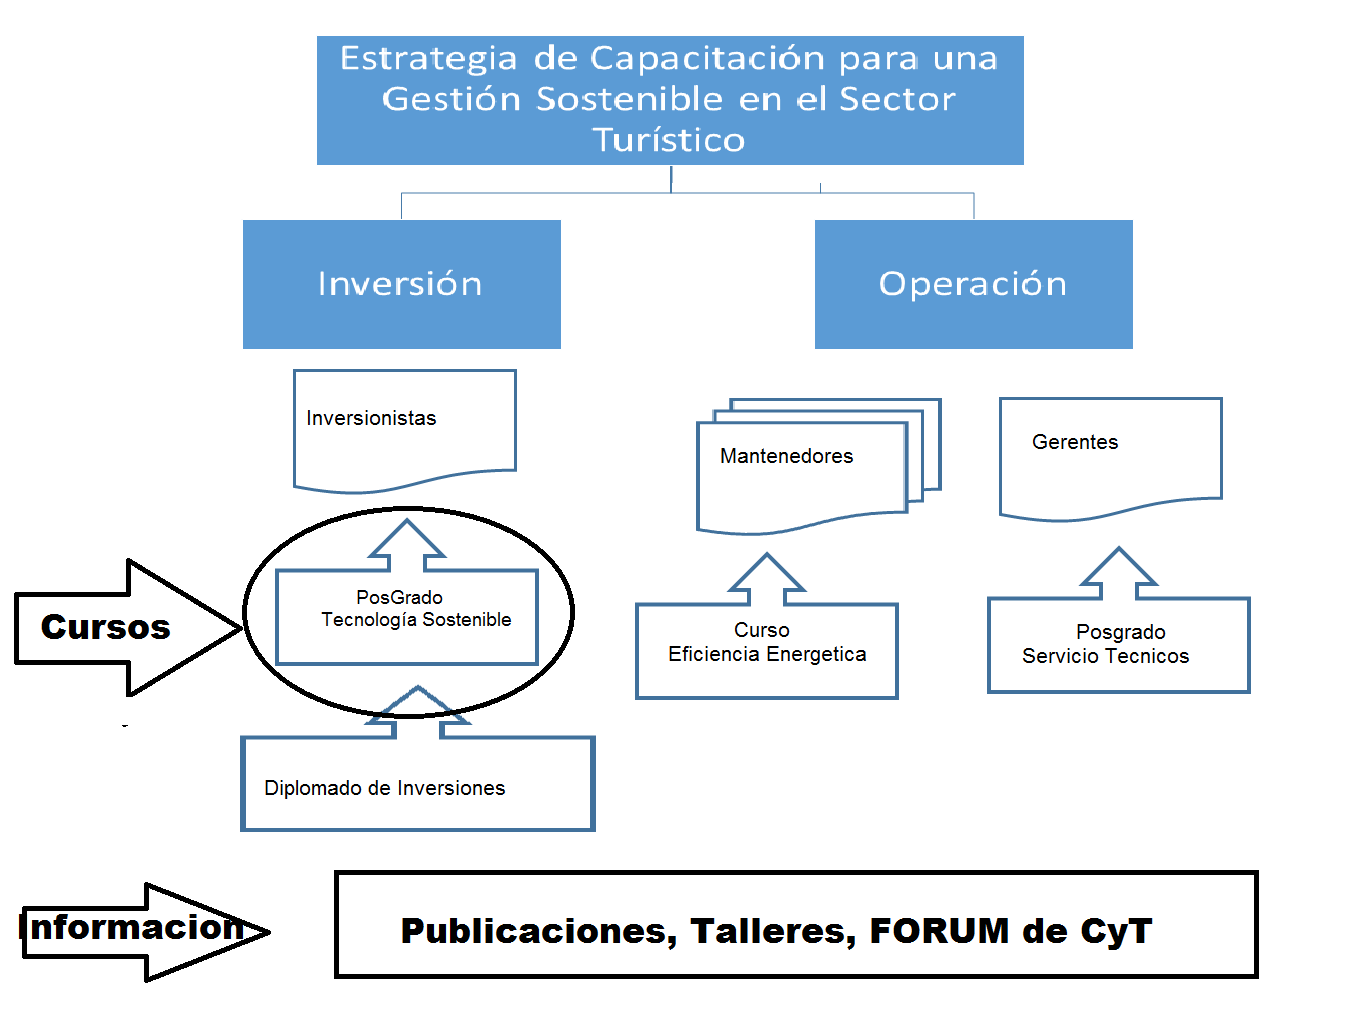 Estrategia de Capacitación para una
Gestión Sostenible en el Sector
Turístico
Inversión
Operación
Inversionistas
Mantenedores
Gerentes
Cursos
PosGrado
Tecnología Sostenible
Curso
Eficiencia Energetica
Posgrado
Servicio Tecnicos
Diplomado de Inversiones
Informacion
Publicaciones, Talleres, FORUM de CyT